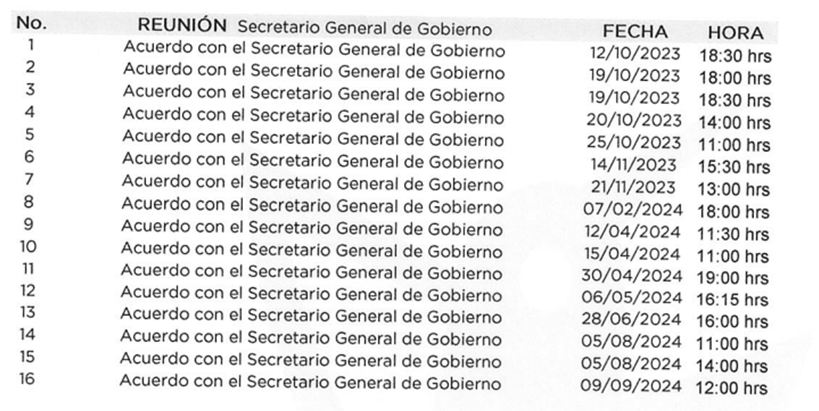 No. REUNIÓN Secretario General de Gobierno FECHA HORA
1 Acuerdo con el Secretario General de Gobierno 12/10/2023 18:30 hrs
2 Acuerdo con el Secretario General de Gobierno 19/10/2023 18:00 hrs
3 Acuerdo con el Secretario General de Gobierno 19/10/2023 18:30 hrs
4 Acuerdo con el Secretario General de Gobierno 20/10/2023 14:00 hrs
5 Acuerdo con el Secretario General de Gobierno 25/10/2023 11:00 hrs
6 Acuerdo con el Secretario General de Gobierno 14/11/2023 15:30 hrs
7 Acuerdo con el Secretario General de Gobierno 21/11/2023 13:00 hrs
8 Acuerdo con el Secretario General de Gobierno 07/02/2024 18:00 hrs
9 Acuerdo con el Secretario General de Gobierno 12/04/2024 11:30 hrs
10 Acuerdo con el Secretario General de Gobierno 15/04/2024 11:00 hrs
11 Acuerdo con el Secretario General de Gobierno 30/04/2024 19:00 hrs
12 Acuerdo con el Secretario General de Gobierno 06/05/2024 16:15 hrs
13 Acuerdo con el Secretario General de Gobierno 28/06/2024 16:00 hrs
14 Acuerdo con el Secretario General de Gobierno 05/08/2024 11:00 hrs
15 Acuerdo con el Secretario General de Gobierno 05/08/2024 14:00 hrs
16 Acuerdo con el Secretario General de Gobierno 09/09/2024 12:00 hrs